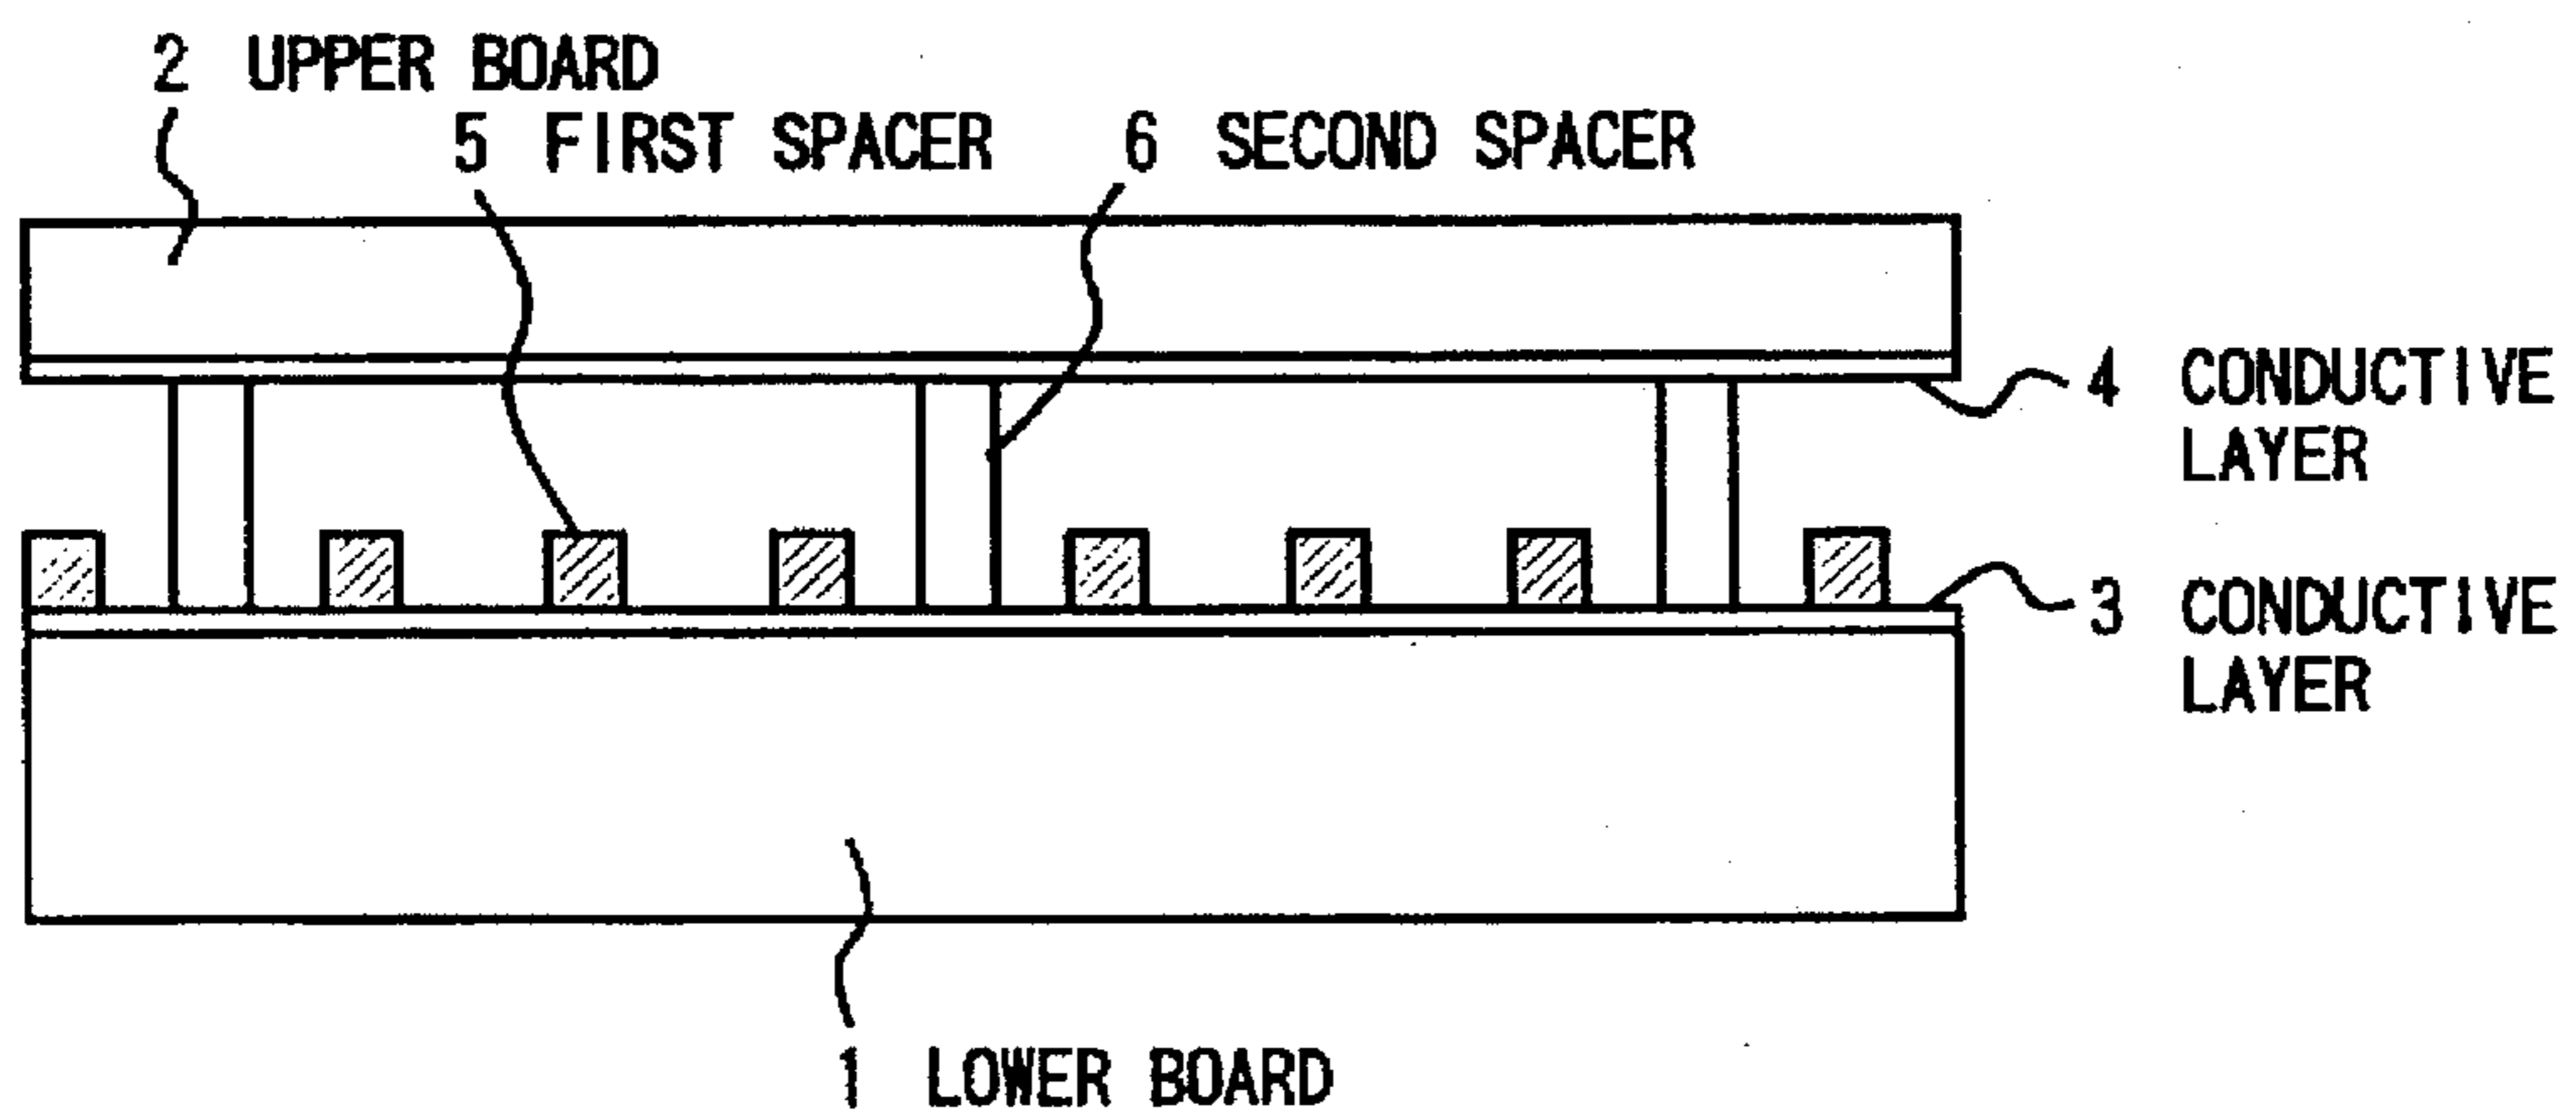 2 UPPER BOARD
5 FIRST SPACER
6 SECOND SPACER
4 CONDUCTIVE
LAYER
3 CONDUCTIVE
LAYER
1 LOWER BOARD